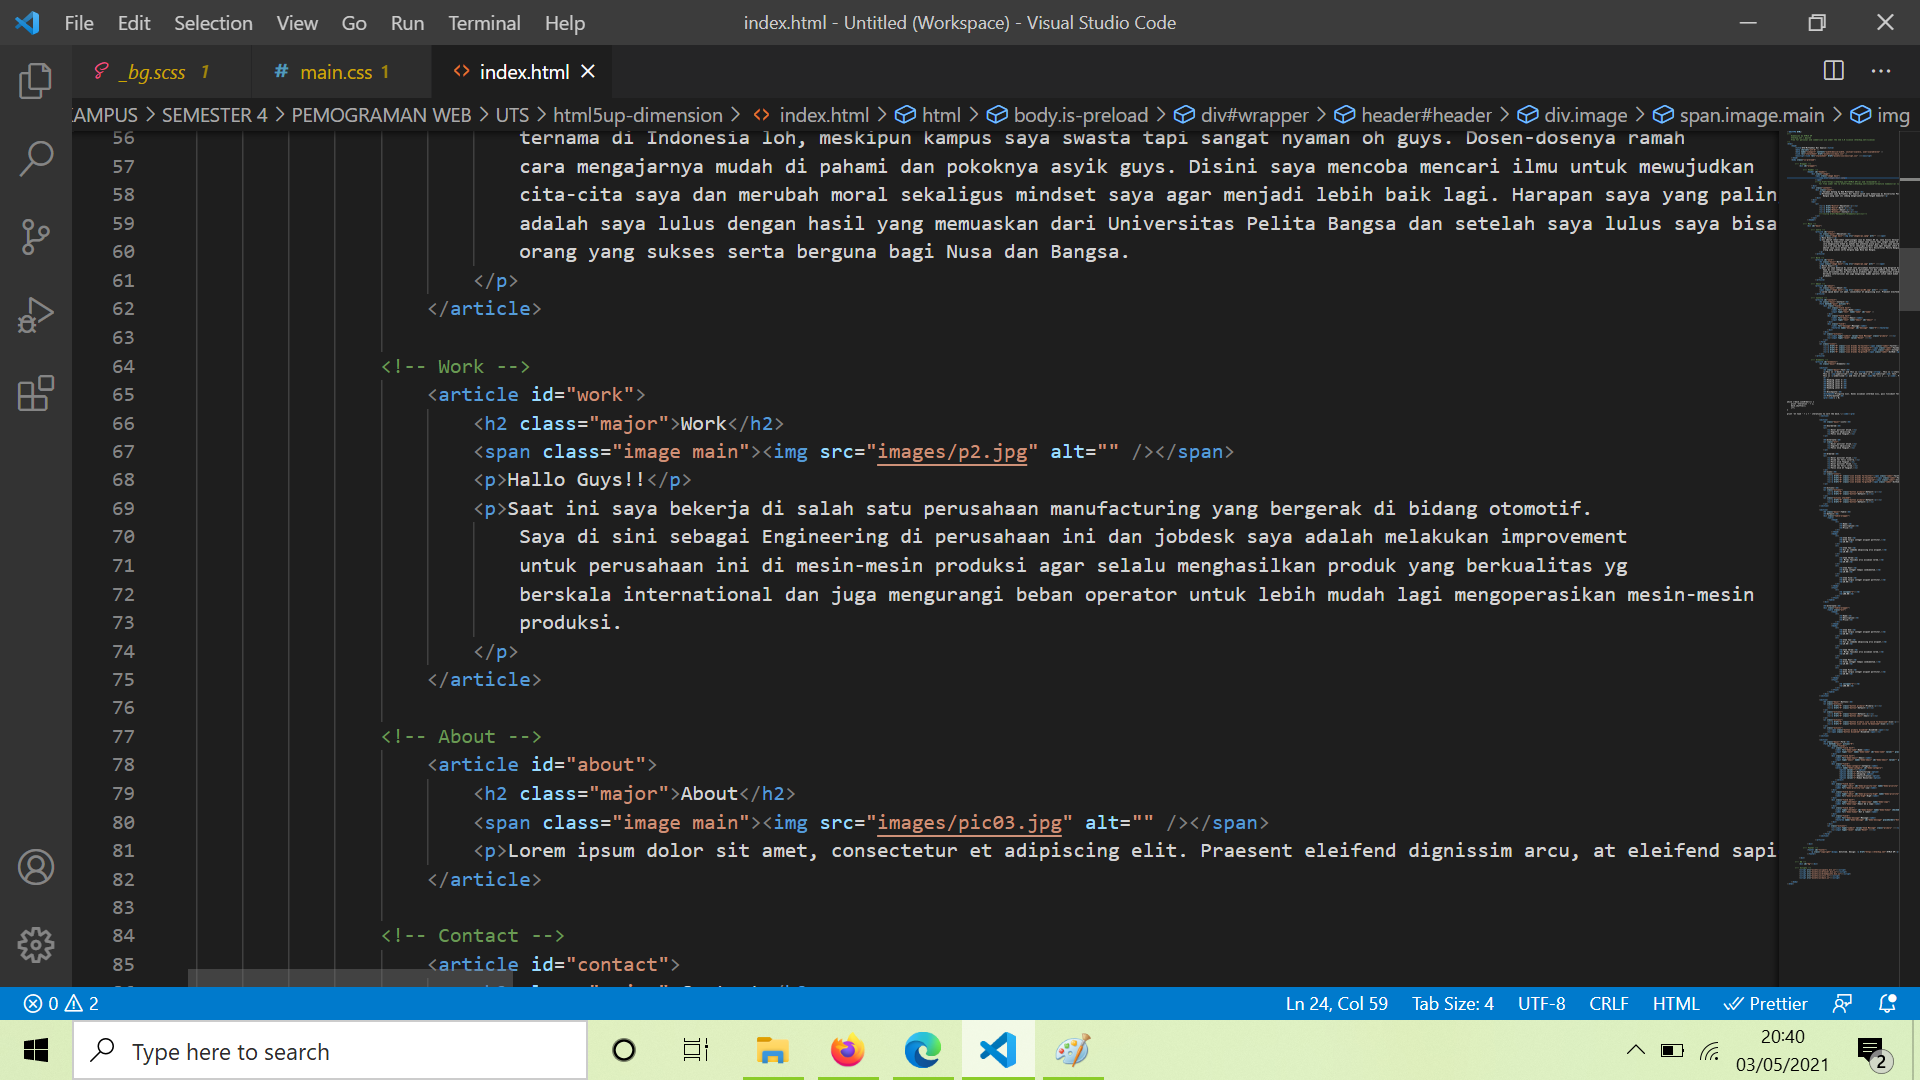 File Edit Selection View Go Run Terminal Help index.html - Untitled (Workspace) - Visual Studio Code
_bg.scss 1 # main.css 1 <> index.html
AMPUS > SEMESTER 4 > PEMOGRAMAN WEB > UTS > html5up-dimension > <> index.html > html > body.is-preload > div#wrapper > header#header > div.image > span.image.main > img
56 ternama di Indonesia loh, meskipun kampus saya swasta tapi sangat nyaman oh guys. Dosen-dosenya ramah
57 cara mengajarnya mudah di pahami dan pokoknya asyik guys. Disini saya mencoba mencari ilmu untuk mewujudkan
58 cita-cita saya dan merubah moral sekaligus mindset saya agar menjadi lebih baik lagi. Harapan saya yang palin
59 adalah saya lulus dengan hasil yang memuaskan dari Universitas Pelita Bangsa dan setelah saya lulus saya bisa
60 orang yang sukses serta berguna bagi Nusa dan Bangsa.
61 </p>
62 </article>
63
64 <!-- Work -->
65 <article id="work">
66 <h2 class="major">Work</h2>
67 <span class="image main"><img src="images/p2.jpg" alt="" /></span>
68 <p>Hallo Guys!!</p>
69 <p>Saat ini saya bekerja di salah satu perusahaan manufacturing yang bergerak di bidang otomotif.
70 Saya di sini sebagai Engineering di perusahaan ini dan jobdesk saya adalah melakukan improvement
71 untuk perusahaan ini di mesin-mesin produksi agar selalu menghasilkan produk yang berkualitas yg
72 berskala international dan juga mengurangi beban operator untuk lebih mudah lagi mengoperasikan mesin-mesin
73 produksi.
74 </p>
75 </article>
76
77 <!-- About -->
78 <article id="about">
79 <h2 class="major">About</h2>
80 <span class="image main"><img src="images/pic03.jpg" alt="" /></span>
81 <p>Lorem ipsum dolor sit amet, consectetur et adipiscing elit. Praesent eleifend dignissim arcu, at eleifend sapi
82 </article>
83
84 <!-- Contact -->
85 <article id="contact">
0 2 Ln 24, Col 59 Tab Size: 4 UTF-8 CRLF HTML Prettier
Type here to search
20:40
03/05/2021
2